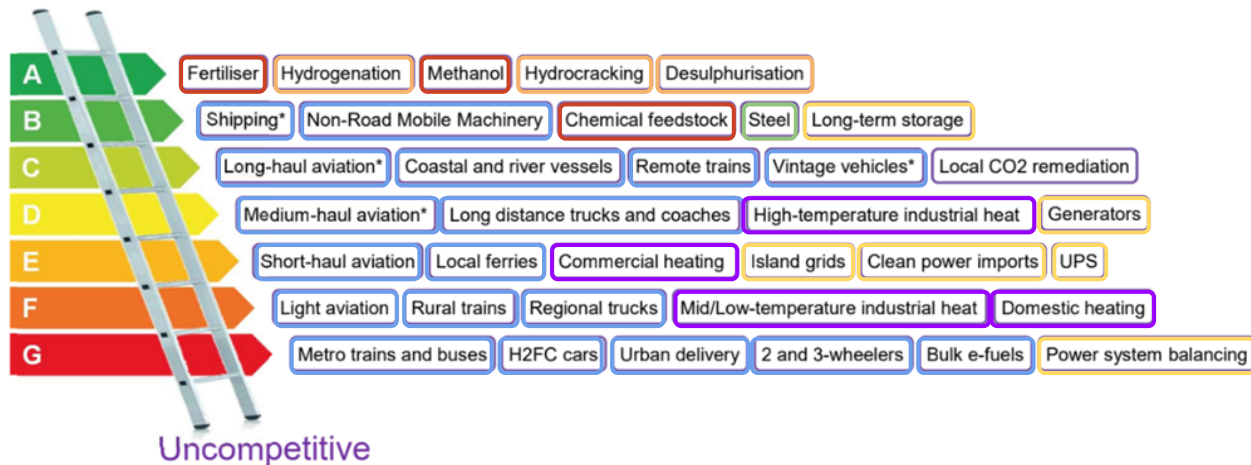 A Fertiliser Hydrogenation Methanol Hydrocracking Desulphurisation
B Shipping* Non-Road Mobile Machinery Chemical feedstock Steel Long-term storage
C Long-haul aviation* Coastal and river vessels Remote trains Vintage vehicles* Local CO2 remediation
D Medium-haul aviation* Long distance trucks and coaches High-temperature industrial heat Generators
E Short-haul aviation Local ferries Commercial heating Island grids Clean power imports UPS
F Light aviation Rural trains Regional trucks Mid/Low-temperature industrial heat Domestic heating
G Metro trains and buses H2FC cars Urban delivery 2 and 3-wheelers Bulk e-fuels Power system balancing
Uncompetitive